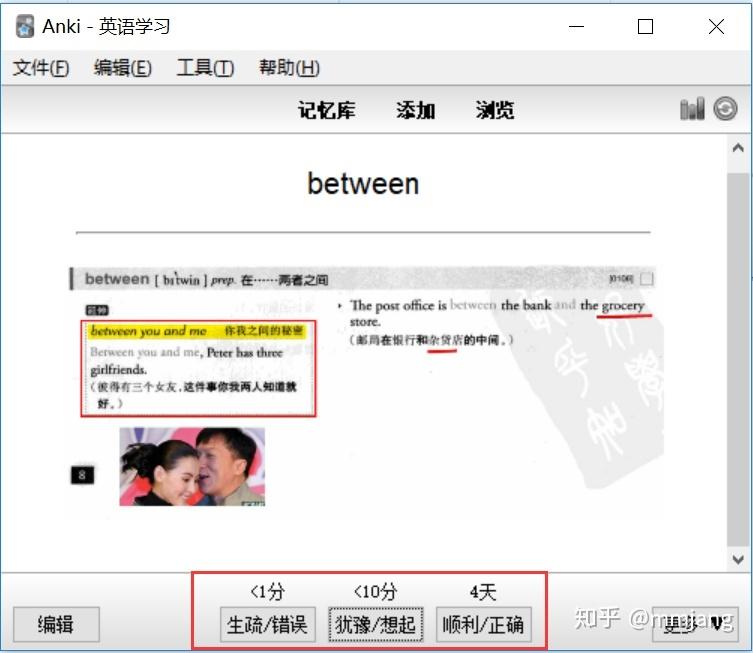 Anki - 英语学习
文件(F) 编辑(E) 工具(T) 帮助(H)
记忆库 添加 浏览
between
between [ bɪˋtwin ] prep. 在……两者之间
延伸
between you and me 你我之间的秘密
Between you and me, Peter has three
girlfriends.
（彼得有三个女友，这件事你我两人知道就
好。）
8
The post office is between the bank and the grocery
store.
（邮局在银行和杂货店的中间。）
<1分 <10分 4天
编辑 生疏/错误 犹豫/想起 顺利/正确 更多
知乎 @mmjang